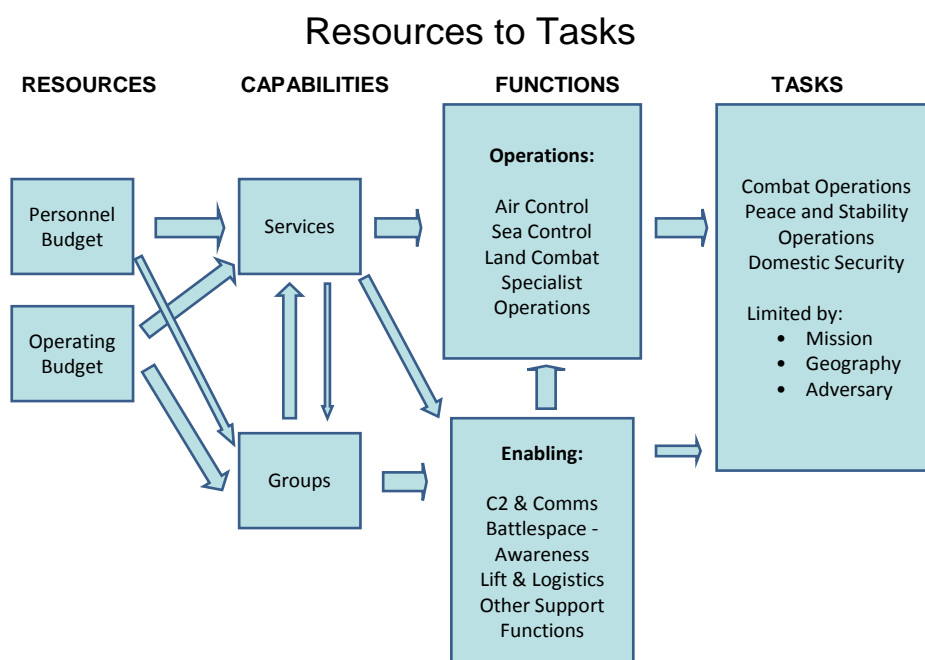 Resources to Tasks
RESOURCES
CAPABILITIES
FUNCTIONS
TASKS
Personnel
Budget
Operating
Budget
Services
Groups
Operations:
Air Control
Sea Control
Land Combat
Specialist
Operations
Enabling:
C2 & Comms
Battlespace -
Awareness
Lift & Logistics
Other Support
Functions
Combat Operations
Peace and Stability
Operations
Domestic Security
Limited by:
• Mission
• Geography
• Adversary